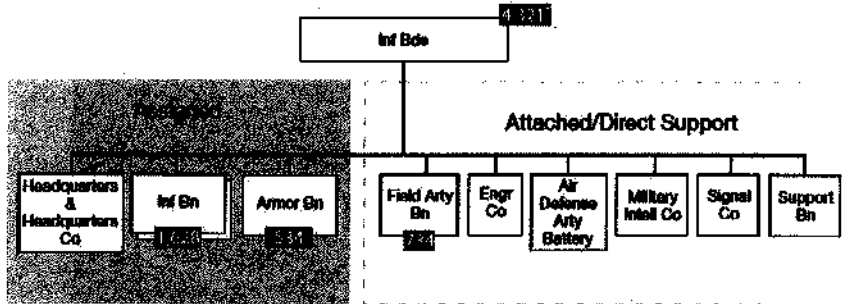 Inf Bde
Assigned
Attached/Direct Support
Headquarters
&
Headquarters
Co
Inf Bn
Armor Bn
Field Arty
Bn
Engr
Co
Air
Defense
Arty
Battery
Military
Intell Co
Signal
Co
Support
Bn